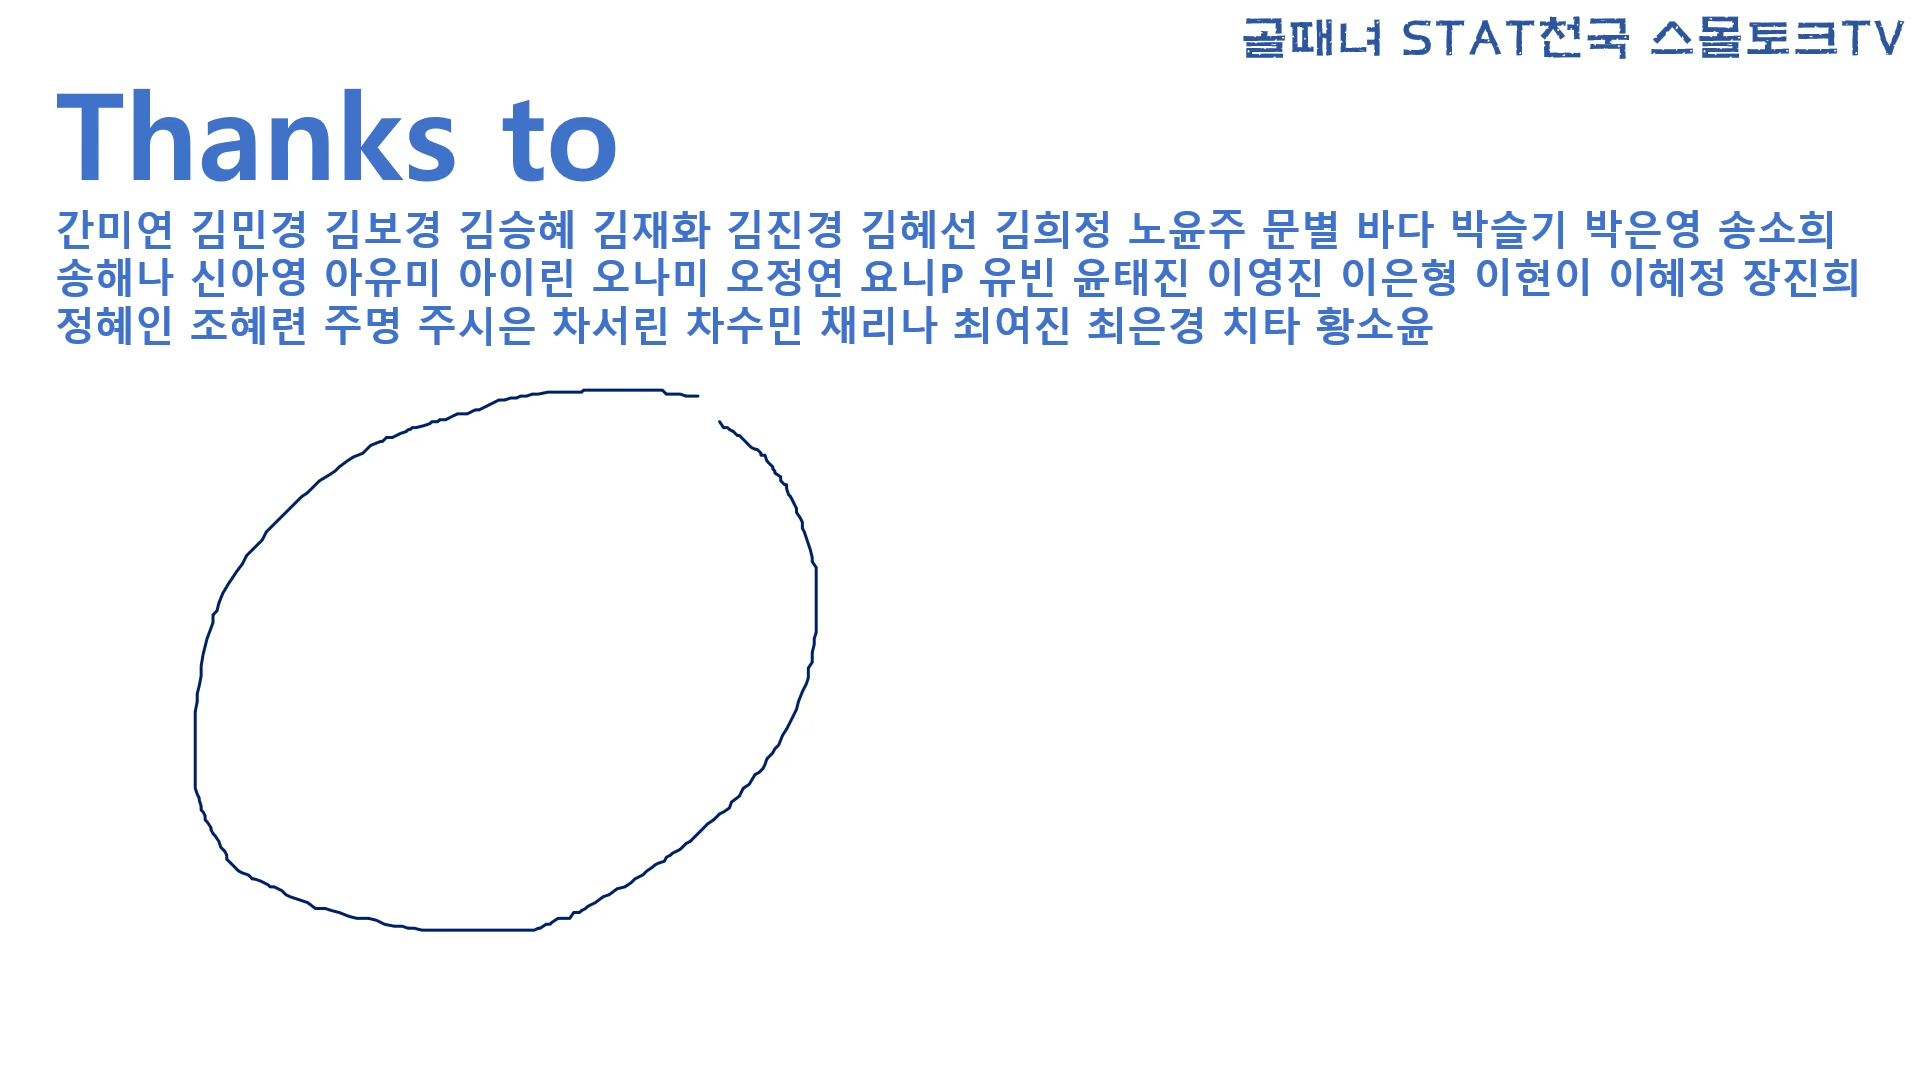 골때녀 STAT천국 스몰토크TV
Thanks to
간미연 김민경 김보경 김승혜 김재화 김진경 김혜선 김희정 노윤주 문별 바다 박슬기 박은영 송소희
송해나 신아영 아유미 아이린 오나미 오정연 요니P 유빈 윤태진 이영진 이은형 이현이 이혜정 장진희
정혜인 조혜련 주명 주시은 차서린 차수민 채리나 최여진 최은경 치타 황소윤